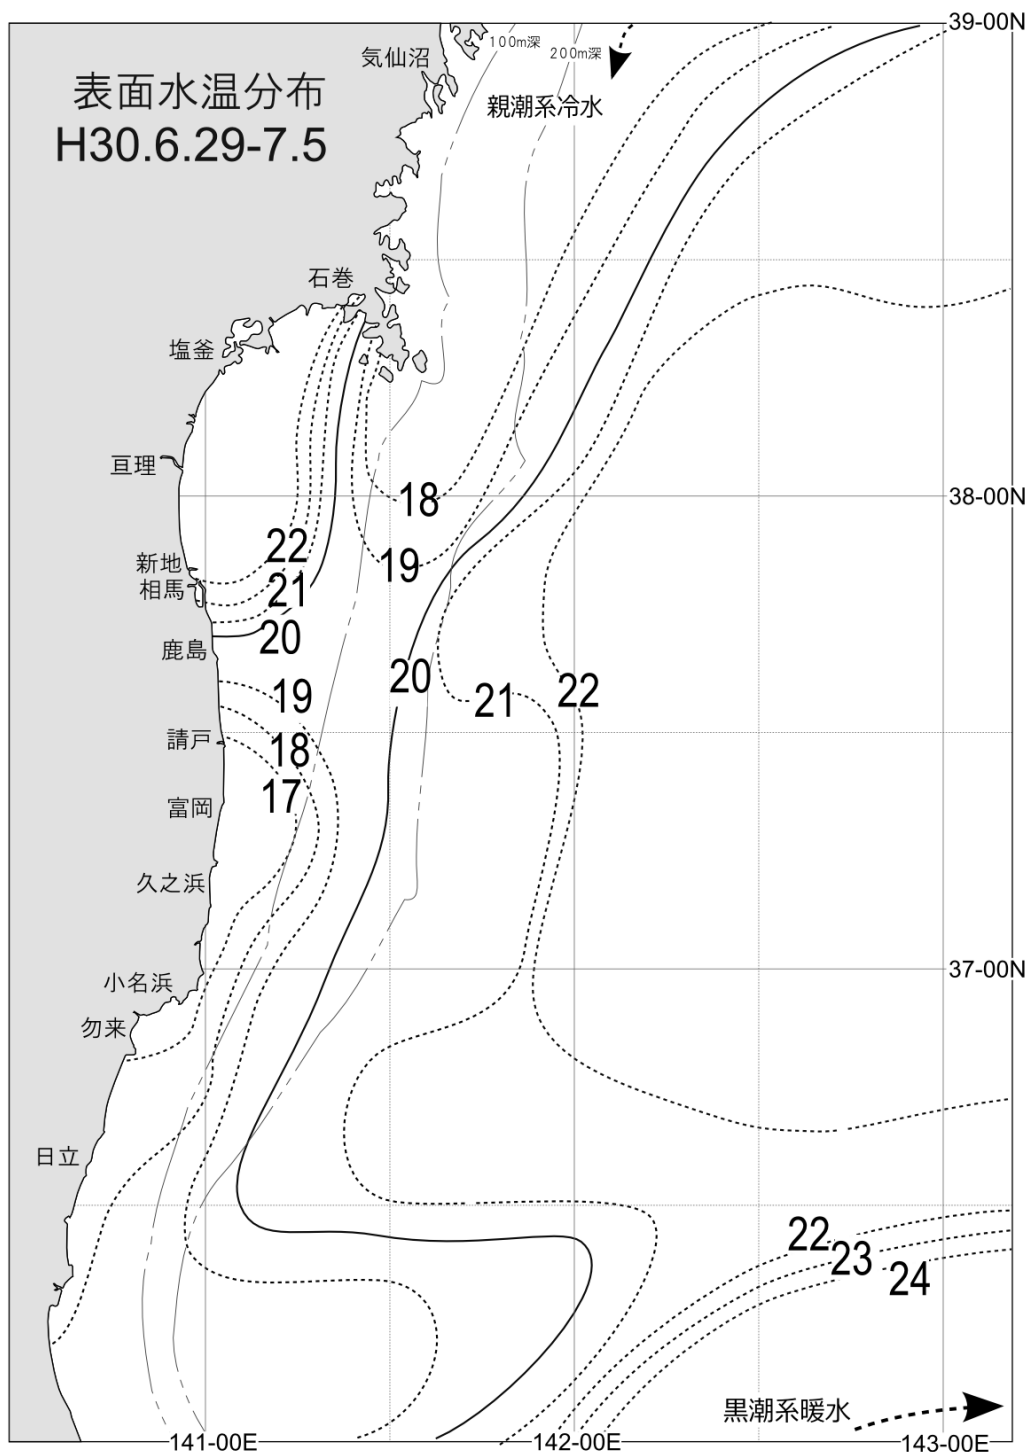 39-00N
100m深
200m深
気仙沼
表面水温分布
H30.6.29-7.5
親潮系冷水
石巻
塩釜
亘理
18
38-00N
22
19
新地
相馬
21
20
鹿島
19
20
21
22
請戸
18
17
富岡
久之浜
37-00N
小名浜
勿来
日立
22
23
24
黒潮系暖水
141-00E
142-00E
143-00E